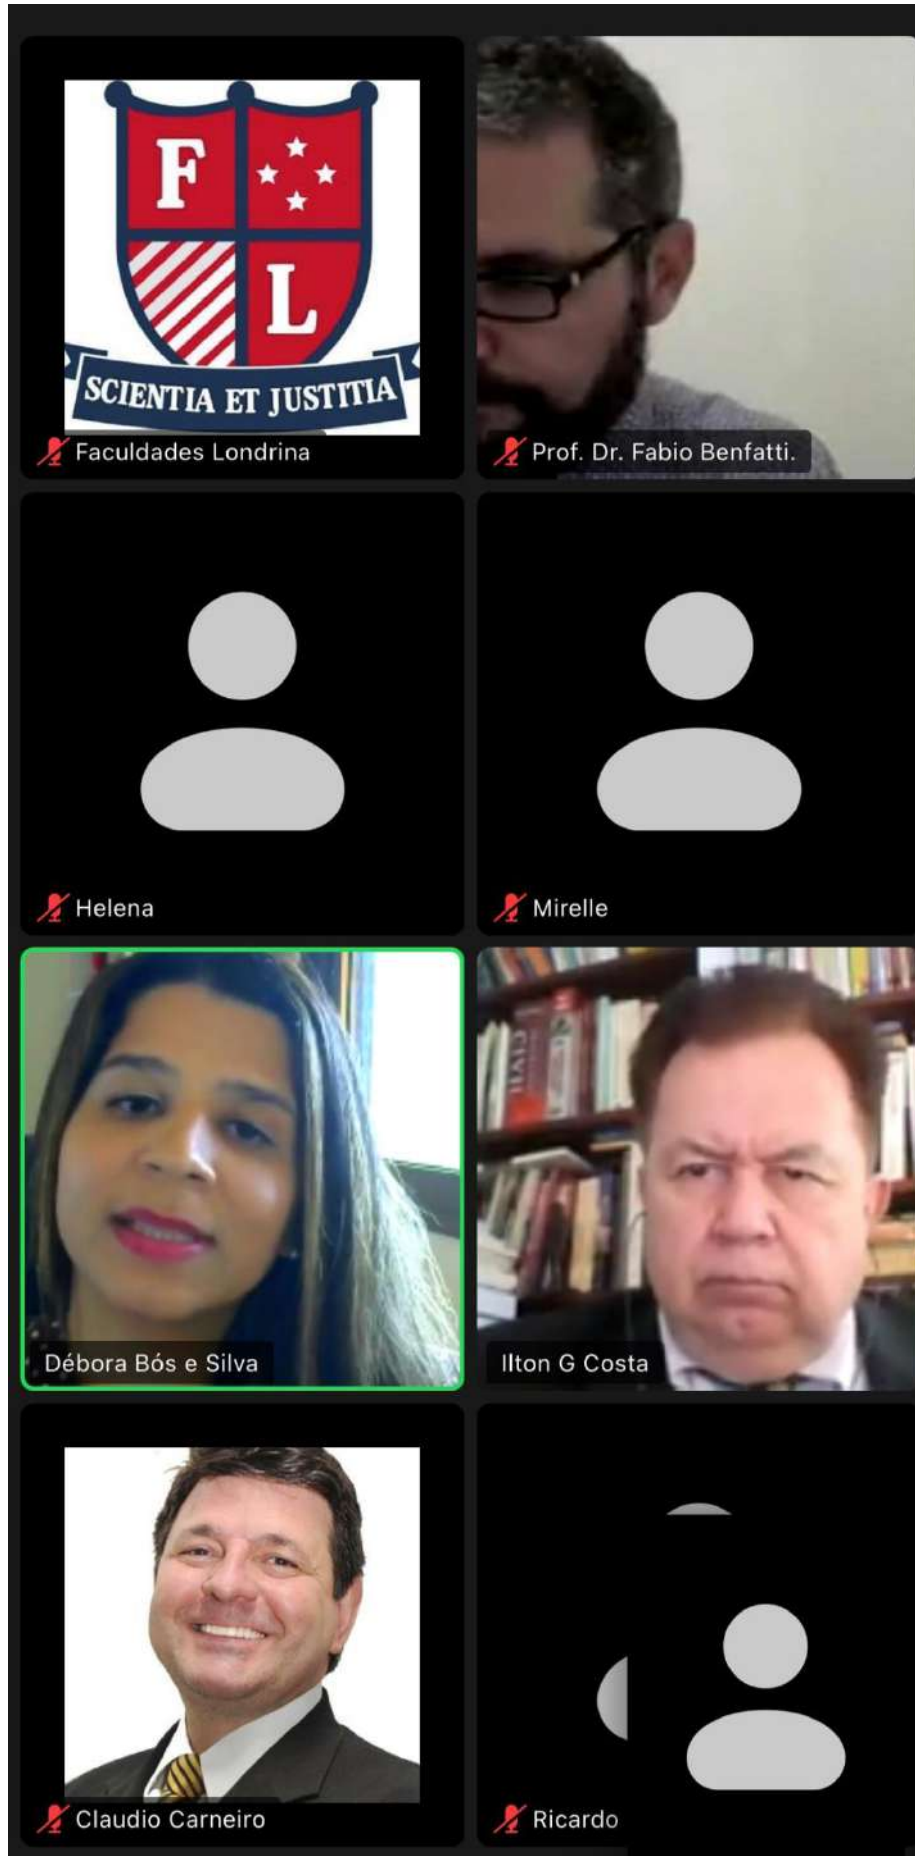 F
L
SCIENTIA ET JUSTITIA
Faculdades Londrina
Prof. Dr. Fabio Benfatti.
Helena
Mirelle
CIVIL
Débora Bós e Silva
Ilton G Costa
Claudio Carneiro
Ricardo